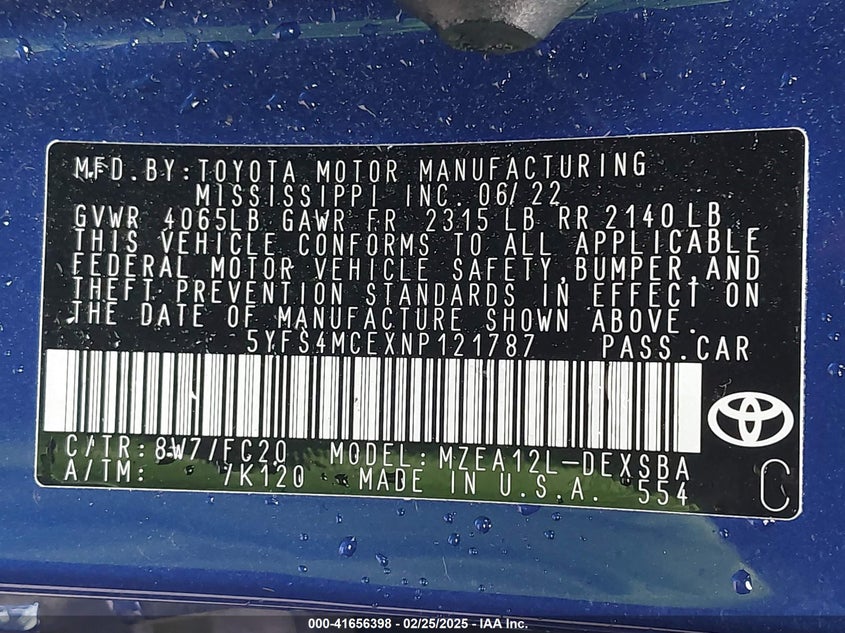 MFD.BY:TOYOTA MOTOR MANUFACTURING
MISSISSIPPI INC. 06/22
GVWR 4065LB GAWR FR 2315 LB RR 2140 LB
THIS VEHICLE CONFORMS TO ALL APPLICABLE
FEDERAL MOTOR VEHICLE SAFETY,BUMPER,AND
THEFT PREVENTION STANDARDS IN EFFECT ON
THE DATE OF MANUFACTURE SHOWN ABOVE.
5YFS4MCEXNP121787 PASS.CAR
C/TR:8W7/FC20 MODEL:MZEA12L-DEXSBA
A/TM: /K120 MADE IN U.S.A. 554
C
000-41656398 - 02/25/2025 - IAA Inc.